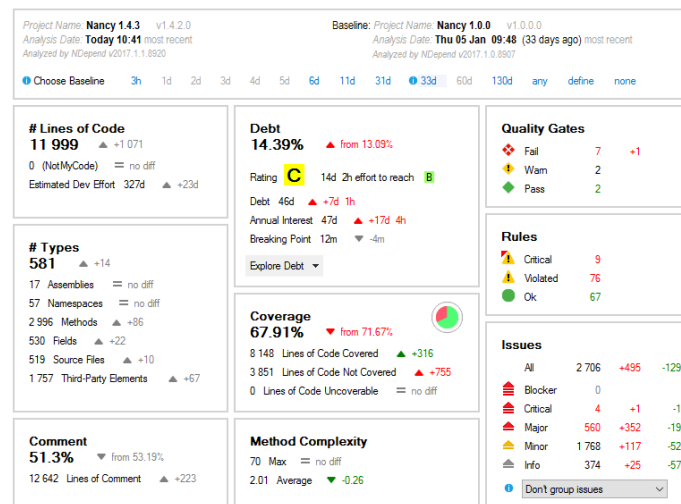 Project Name: Nancy 1.4.3 v1.4.2.0
Analysis Date: Today 10:41 most recent
Analyzed by NDepend v2017.1.1.8920
Baseline: Project Name: Nancy 1.0.0 v1.0.0.0
Analysis Date: Thu 05 Jan 09:48 (33 days ago) most recent
Analyzed by NDepend v2017.1.0.8907
Choose Baseline 3h 1d 2d 3d 4d 5d 6d 11d 31d 33d 60d 130d any define none
# Lines of Code
11 999 +1 071
0 (NotMyCode) no diff
Estimated Dev Effort 327d +23d
# Types
581 +14
17 Assemblies no diff
57 Namespaces no diff
2 996 Methods +86
530 Fields +22
519 Source Files +10
1 757 Third-Party Elements +67
Comment
51.3% from 53.19%
12 642 Lines of Comment +223
Debt
14.39% from 13.09%
Rating C 14d 2h effort to reach B
Debt 46d +7d 1h
Annual Interest 47d +17d 4h
Breaking Point 12m -4m
Explore Debt
Coverage
67.91% from 71.67%
8 148 Lines of Code Covered +316
3 851 Lines of Code Not Covered +755
0 Lines of Code Uncoverable no diff
Method Complexity
70 Max no diff
2.01 Average -0.26
Quality Gates
Fail 7 +1
Warn 2
Pass 2
Rules
Critical 9
Violated 76
Ok 67
Issues
All 2 706 +495 -129
Blocker 0
Critical 4 +1 -1
Major 560 +352 -19
Minor 1 768 +117 -52
Info 374 +25 -57
Don't group issues